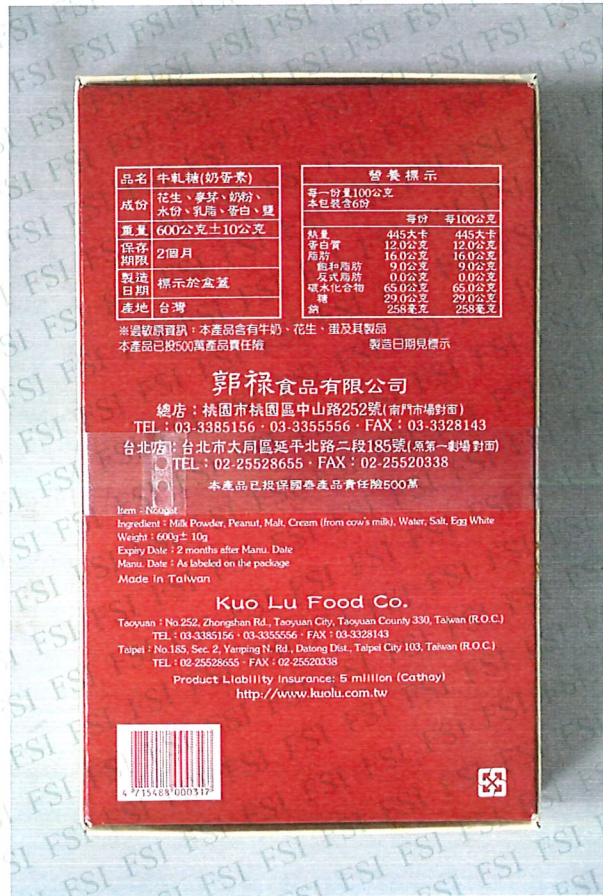 品名 牛軋糖(奶蛋素)
成份 花生、麥芽、奶粉、
水份、乳脂、蛋白、鹽
重量 600公克±10公克
保存期限 2個月
製造日期 標示於盒蓋
產地 台灣
營養標示
每一份量100公克
本包裝含6份
每份 每100公克
熱量 445大卡 445大卡
蛋白質 12.0公克 12.0公克
脂肪 16.0公克 16.0公克
飽和脂肪 9.0公克 9.0公克
反式脂肪 0.0公克 0.0公克
碳水化合物 65.0公克 65.0公克
糖 29.0公克 29.0公克
鈉 258毫克 258毫克
※過敏原資訊:本產品含有牛奶、花生、蛋及其製品
本產品已投500萬產品責任險 製造日期見標示
郭祿食品有限公司
總店:桃園市桃園區中山路252號(南門市場對面)
TEL:03-3385156·03-3355556·FAX:03-3328143
台北店:台北市大同區延平北路二段185號(原第一劇場對面)
TEL:02-25528655·FAX:02-25520338
本產品已投保國泰產品責任險500萬
Item:Nougat
Ingredient:Milk Powder, Peanut, Malt, Cream (from cow's milk), Water, Salt, Egg White
Weight:600g± 10g
Expiry Date:2 months after Manu. Date
Manu. Date:As labeled on the package
Made in Taiwan
Kuo Lu Food Co.
Taoyuan:No.252, Zhongshan Rd., Taoyuan City, Taoyuan County 330, Taiwan (R.O.C.)
TEL:03-3385156·03-3355556·FAX:03-3328143
Taipei:No.185, Sec. 2, Yanping N. Rd., Datong Dist., Taipei City 103, Taiwan (R.O.C.)
TEL:02-25528655·FAX:02-25520338
Product Liability Insurance: 5 million (Cathay)
http://www.kuolu.com.tw
4 715488 000317
FSI FSI FSI FSI FSI FSI